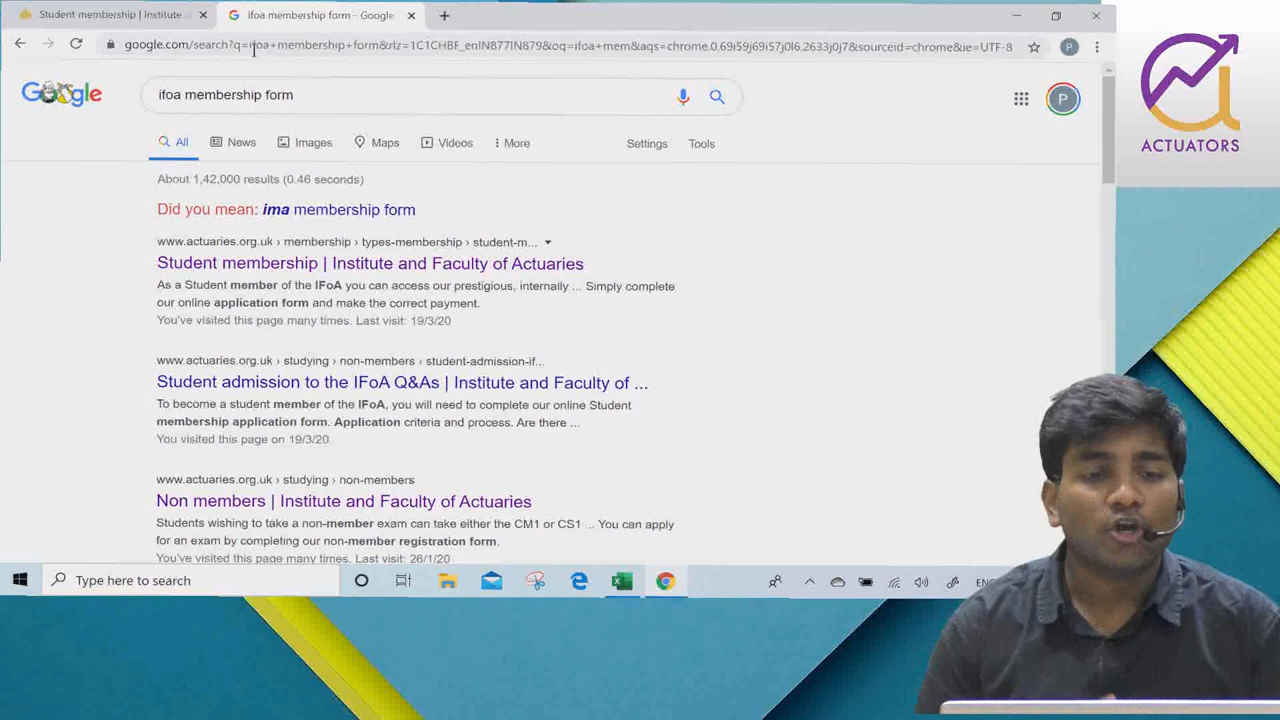 Student membership | Institute
ifoa membership form - Google
google.com/search?q=ifoa+membership+form&rlz=1C1CHBF_enIN877IN879&oq=ifoa+mem&aqs=chrome.0.69i59j69i57j0l6.2633j0j7&sourceid=chrome&ie=UTF-8
P
Google
ifoa membership form
P
All News Images Maps Videos More Settings Tools
ACTUATORS
About 1,42,000 results (0.46 seconds)
Did you mean: ima membership form
www.actuaries.org.uk › membership › types-membership › student-m...
Student membership | Institute and Faculty of Actuaries
As a Student member of the IFoA you can access our prestigious, internally ... Simply complete
our online application form and make the correct payment.
You've visited this page many times. Last visit: 19/3/20
www.actuaries.org.uk › studying › non-members › student-admission-if...
Student admission to the IFoA Q&As | Institute and Faculty of ...
To become a student member of the IFoA, you will need to complete our online Student
membership application form. Application criteria and process. Are there ...
You visited this page on 19/3/20.
www.actuaries.org.uk › studying › non-members
Non members | Institute and Faculty of Actuaries
Students wishing to take a non-member exam can take either the CM1 or CS1 ... You can apply
for an exam by completing our non-member registration form.
You've visited this page many times. Last visit: 26/1/20
Type here to search
ENG